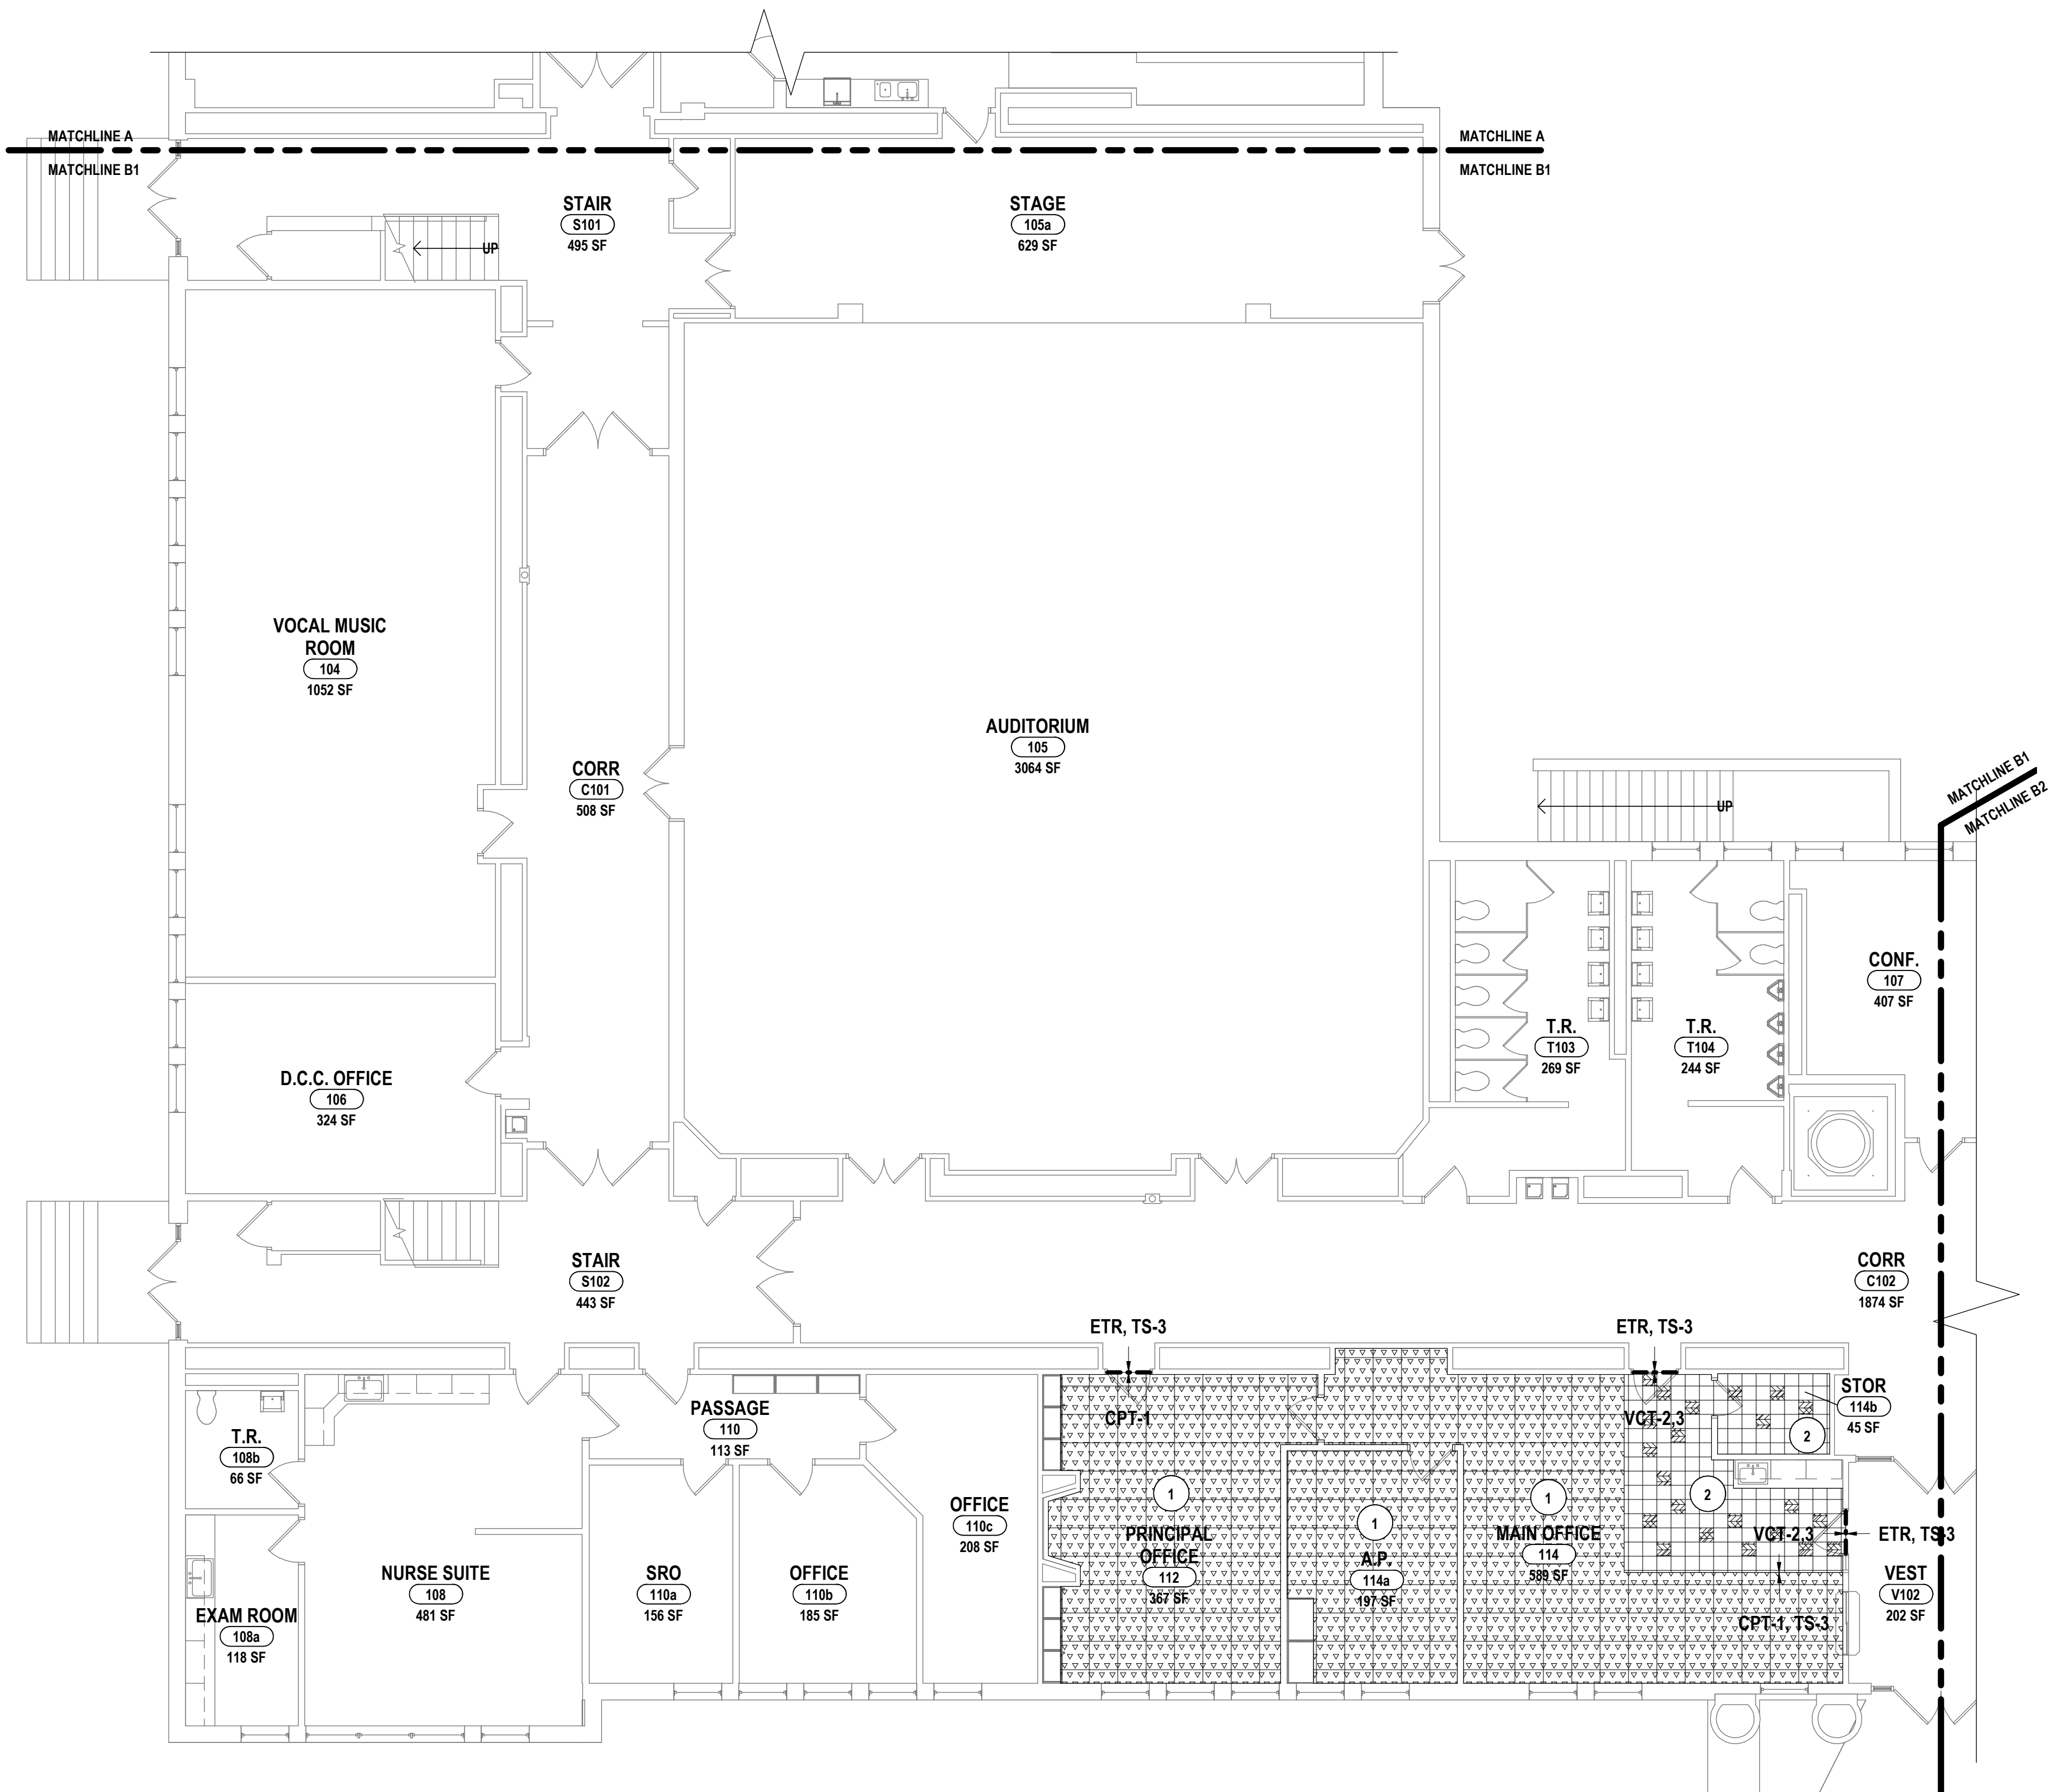 MATCHLINE A
MATCHLINE B1
MATCHLINE A
MATCHLINE B1
STAIR
S101
495 SF
UP
STAGE
105a
629 SF
VOCAL MUSIC
ROOM
104
1052 SF
AUDITORIUM
105
3064 SF
CORR
C101
508 SF
MATCHLINE B1
MATCHLINE B2
UP
CONF.
107
407 SF
T.R.
T103
269 SF
T.R.
T104
244 SF
D.C.C. OFFICE
106
324 SF
STAIR
S102
443 SF
CORR
C102
1874 SF
ETR, TS-3
ETR, TS-3
CPT-1
VCT-2,3
STOR
114b
45 SF
2
PASSAGE
110
113 SF
T.R.
108b
66 SF
OFFICE
110c
208 SF
1
PRINCIPAL
OFFICE
112
367 SF
1
A.P.
114a
197 SF
1
MAIN OFFICE
114
589 SF
2
VCT-2,3
ETR, TS-3
CPT-1, TS-3
VEST
V102
202 SF
NURSE SUITE
108
481 SF
SRO
110a
156 SF
OFFICE
110b
185 SF
EXAM ROOM
108a
118 SF